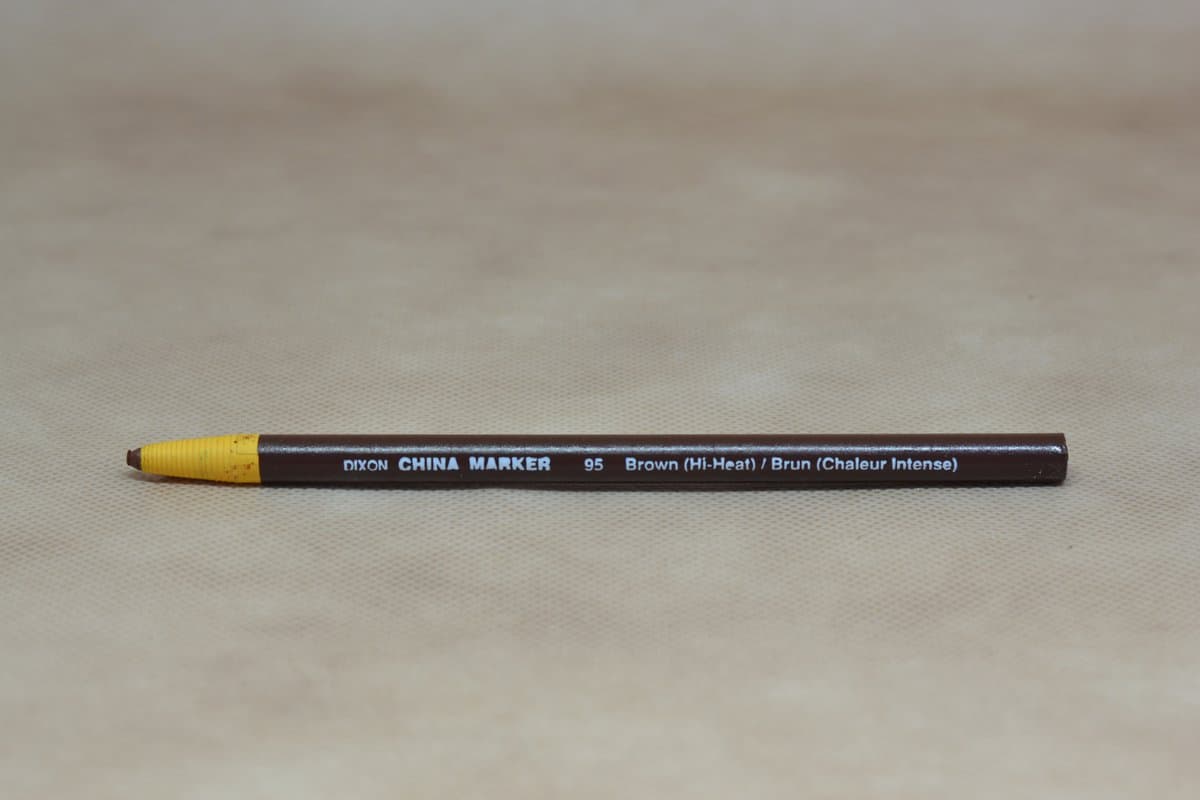 DIXON CHINA MARKER 95 Brown (Hi-Heat) / Brun (Chaleur Intense)